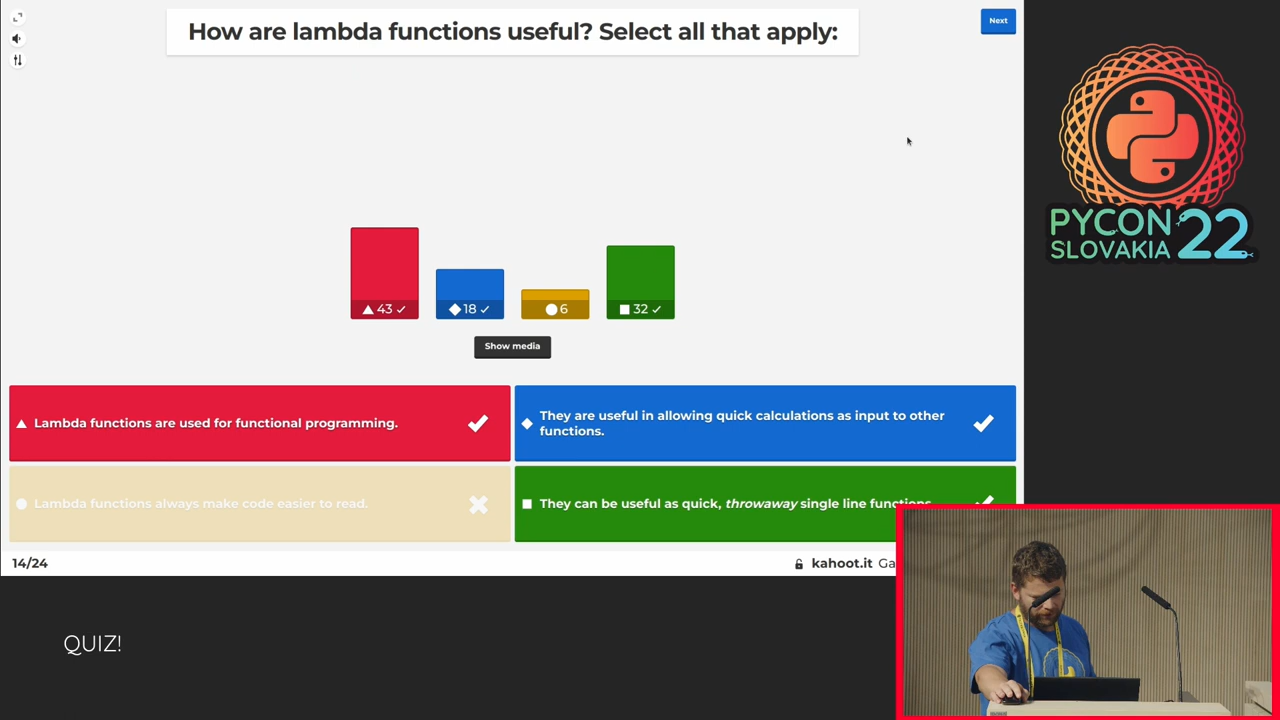 How are lambda functions useful? Select all that apply:
Next
43
18
6
32
Show media
Lambda functions are used for functional programming.
They are useful in allowing quick calculations as input to other
functions.
Lambda functions always make code easier to read.
They can be useful as quick, throwaway single line functions.
14/24
kahoot.it Ga
QUIZ!
PYCON 22
SLOVAKIA